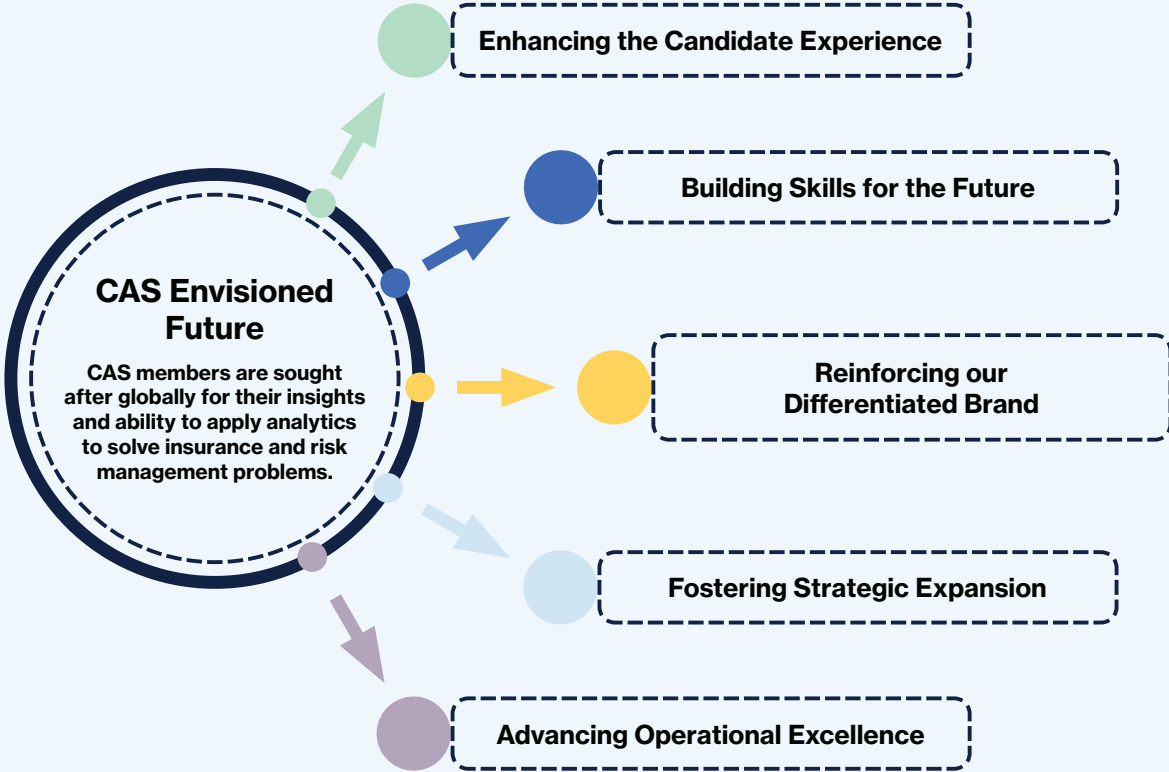 Enhancing the Candidate Experience
Building Skills for the Future
CAS Envisioned
Future
CAS members are sought
after globally for their insights
and ability to apply analytics
to solve insurance and risk
management problems.
Reinforcing our
Differentiated Brand
Fostering Strategic Expansion
Advancing Operational Excellence